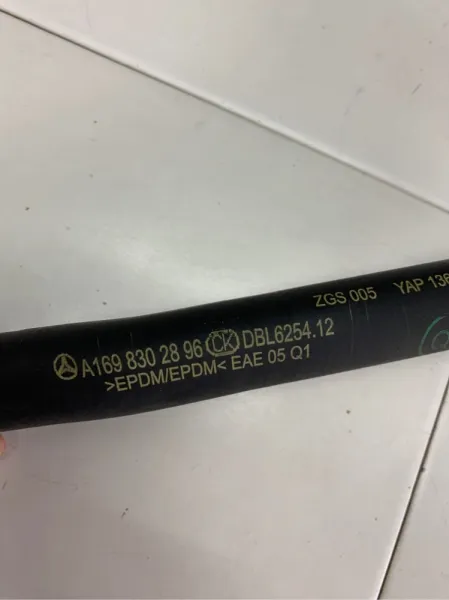 A169 830 28 96 CK DBL6254.12
>EPDM/EPDM< EAE 05 Q1
ZGS 005 YAP 136